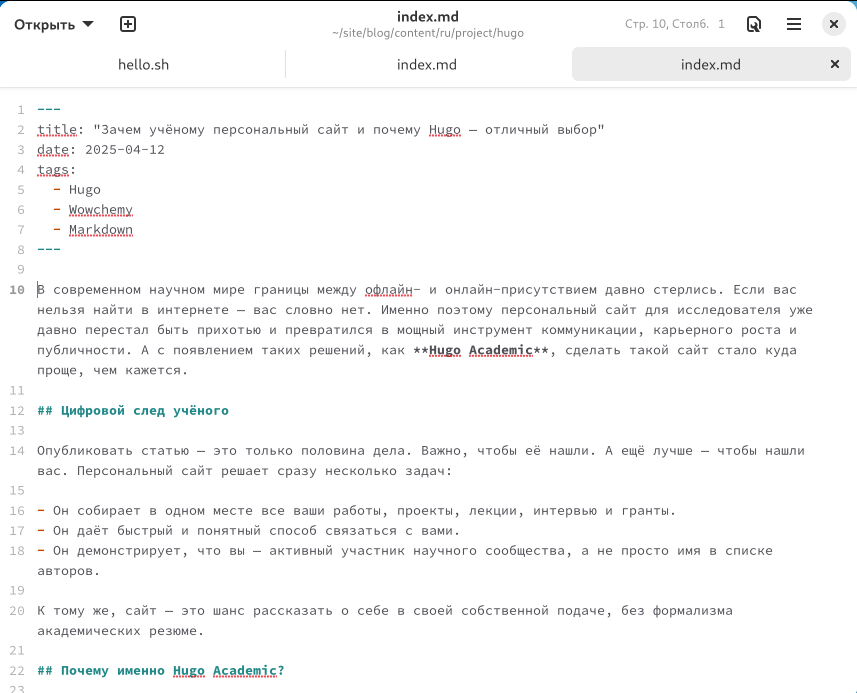 Открыть
index.md
~/site/blog/content/ru/project/hugo
Стр. 10, Столб. 1
hello.sh
index.md
index.md
1 ---
2 title: "Зачем учёному персональный сайт и почему Hugo — отличный выбор"
3 date: 2025-04-12
4 tags:
5   - Hugo
6   - Wowchemy
7   - Markdown
8 ---
9
10 В современном научном мире границы между офлайн- и онлайн-присутствием давно стерлись. Если вас
нельзя найти в интернете — вас словно нет. Именно поэтому персональный сайт для исследователя уже
давно перестал быть прихотью и превратился в мощный инструмент коммуникации, карьерного роста и
публичности. А с появлением таких решений, как **Hugo Academic**, сделать такой сайт стало куда
проще, чем кажется.
11
12 ## Цифровой след учёного
13
14 Опубликовать статью — это только половина дела. Важно, чтобы её нашли. А ещё лучше — чтобы нашли
вас. Персональный сайт решает сразу несколько задач:
15
16 - Он собирает в одном месте все ваши работы, проекты, лекции, интервью и гранты.
17 - Он даёт быстрый и понятный способ связаться с вами.
18 - Он демонстрирует, что вы — активный участник научного сообщества, а не просто имя в списке
авторов.
19
20 К тому же, сайт — это шанс рассказать о себе в своей собственной подаче, без формализма
академических резюме.
21
22 ## Почему именно Hugo Academic?
23